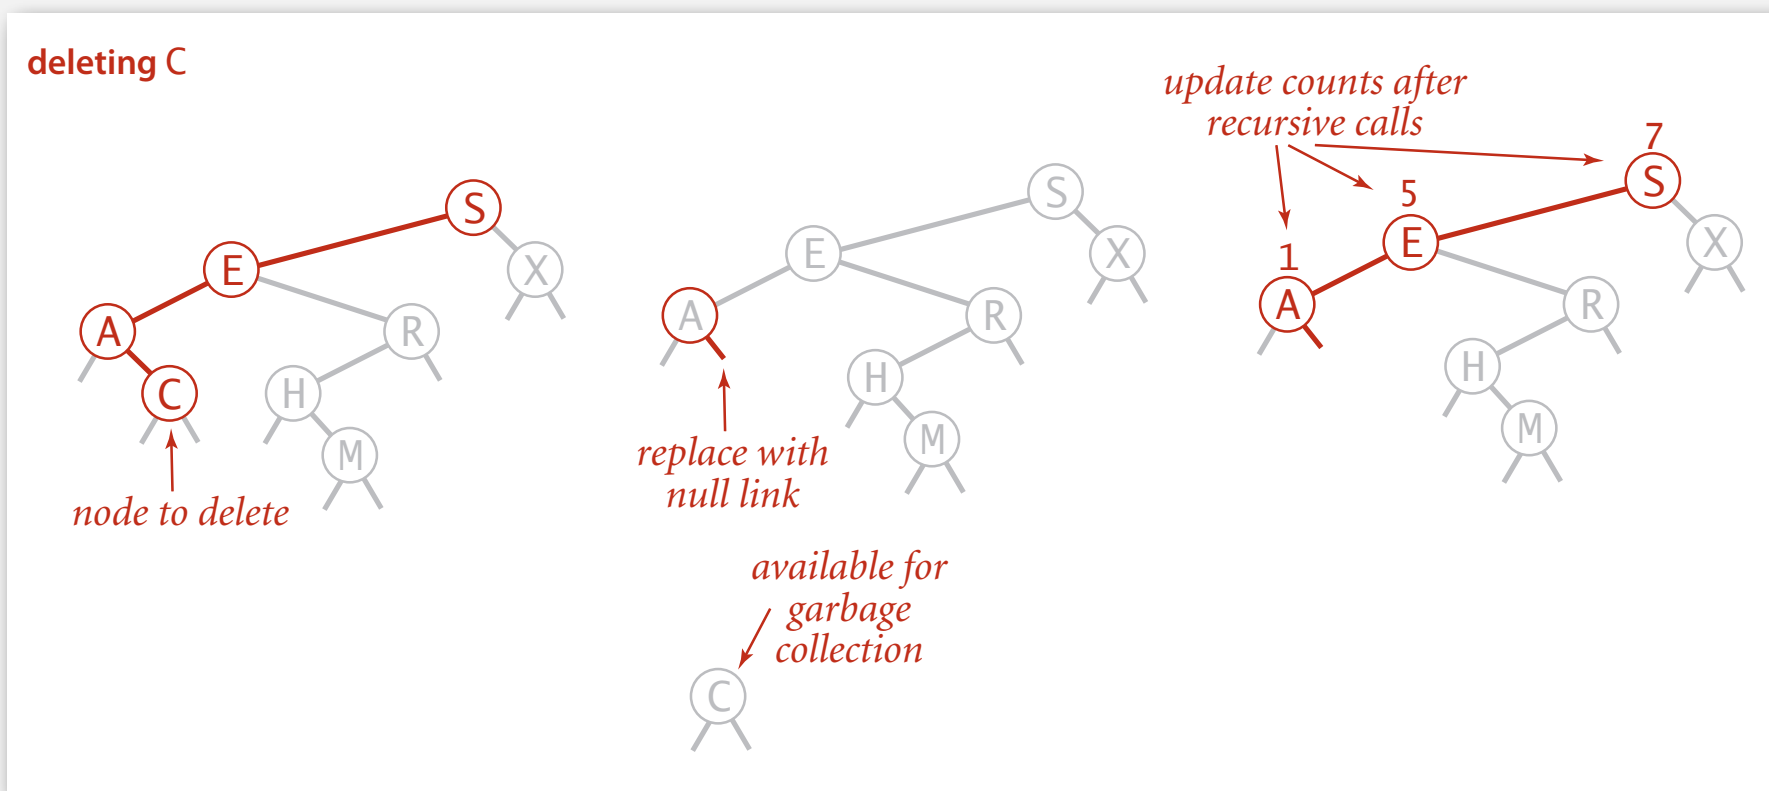 deleting C
S
E
X
A
R
C
H
M
node to delete
S
E
X
A
R
H
M
replace with
null link
available for
garbage
collection
C
update counts after
recursive calls
7
S
5
E
X
1
A
R
H
M